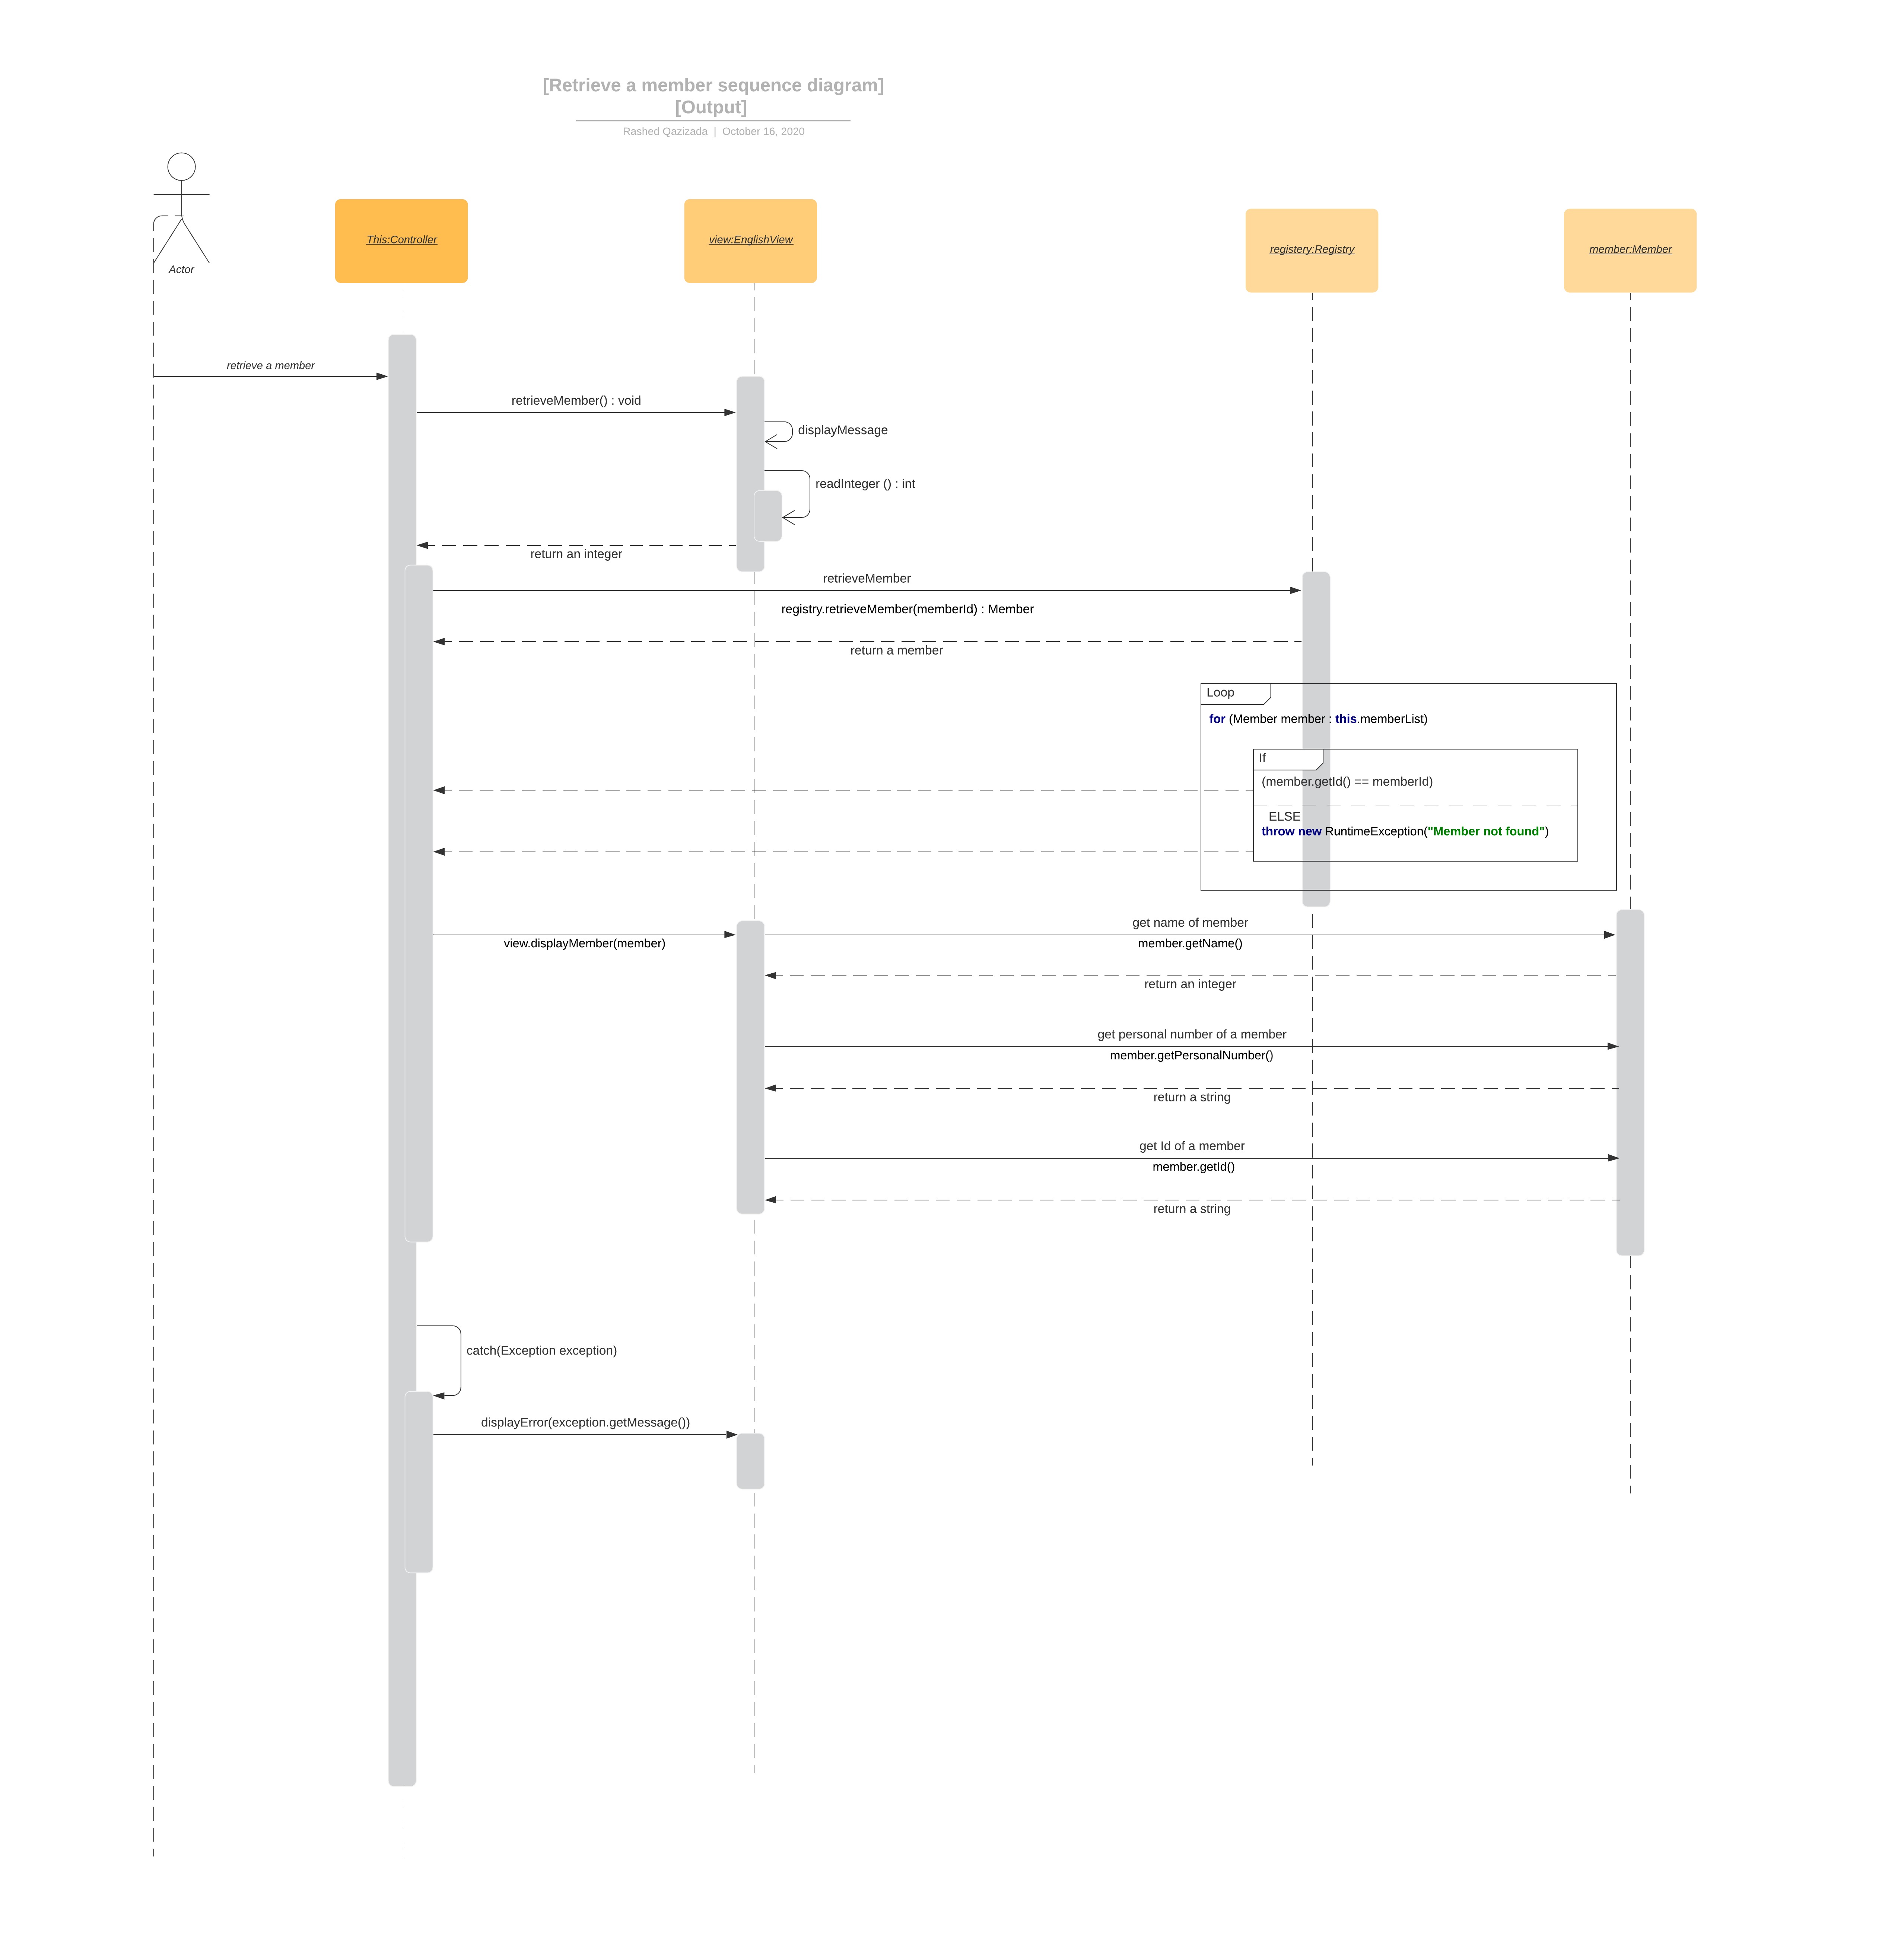 [Retrieve a member sequence diagram]
[Output]
Rashed Qazizada | October 16, 2020
Actor
This:Controller
view:EnglishView
registery:Registry
member:Member
retrieve a member
retrieveMember() : void
displayMessage
readInteger () : int
return an integer
retrieveMember
registry.retrieveMember(memberId) : Member
return a member
Loop
for (Member member : this.memberList)
If
(member.getId() == memberId)
ELSE
throw new RuntimeException("Member not found")
get name of member
view.displayMember(member)
member.getName()
return an integer
get personal number of a member
member.getPersonalNumber()
return a string
get Id of a member
member.getId()
return a string
catch(Exception exception)
displayError(exception.getMessage())